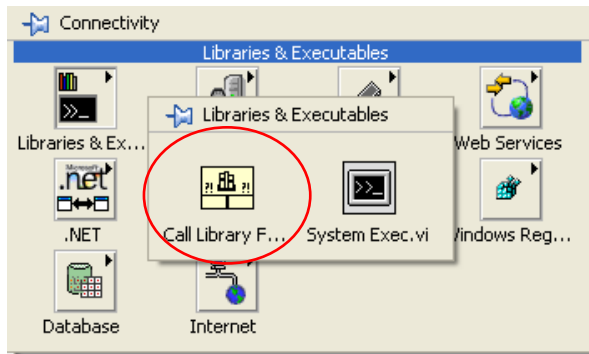 Connectivity
Libraries & Executables
Libraries & Executables
Libraries & Ex...
Web Services
Call Library F...
System Exec.vi
.net
.NET
Windows Reg...
Database
Internet